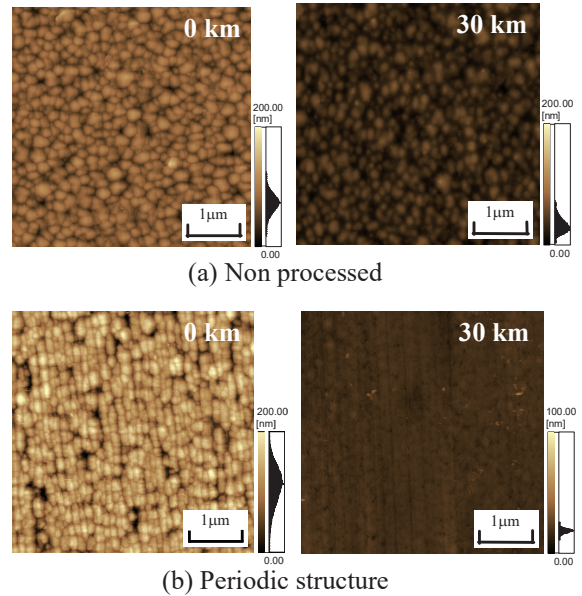 0 km
30 km
200.00
[nm]
0.00
1μm
200.00
[nm]
0.00
1μm
(a) Non processed
0 km
30 km
200.00
[nm]
0.00
1μm
100.00
[nm]
0.00
1μm
(b) Periodic structure